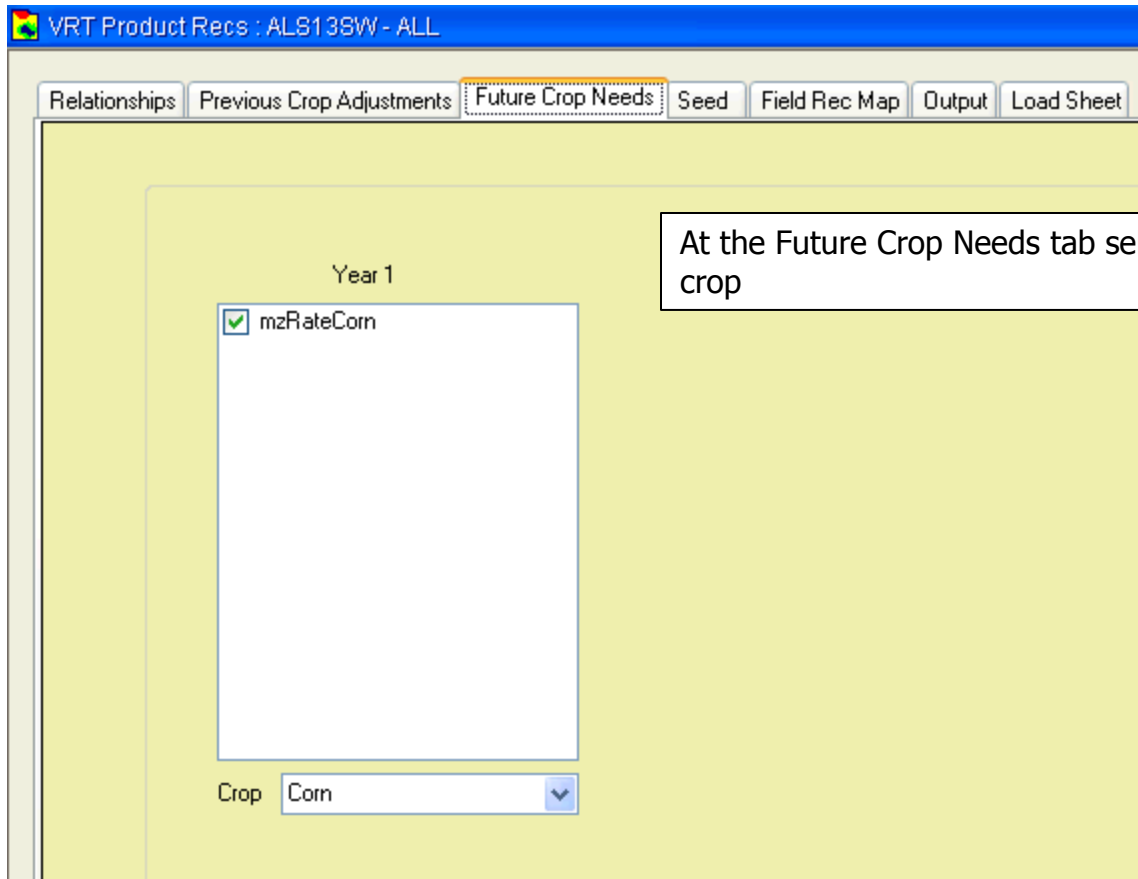 VRT Product Recs : ALS13SW - ALL
Relationships Previous Crop Adjustments Future Crop Needs Seed Field Rec Map Output Load Sheet
At the Future Crop Needs tab se
crop
Year 1
mzRateCorn
Crop Corn